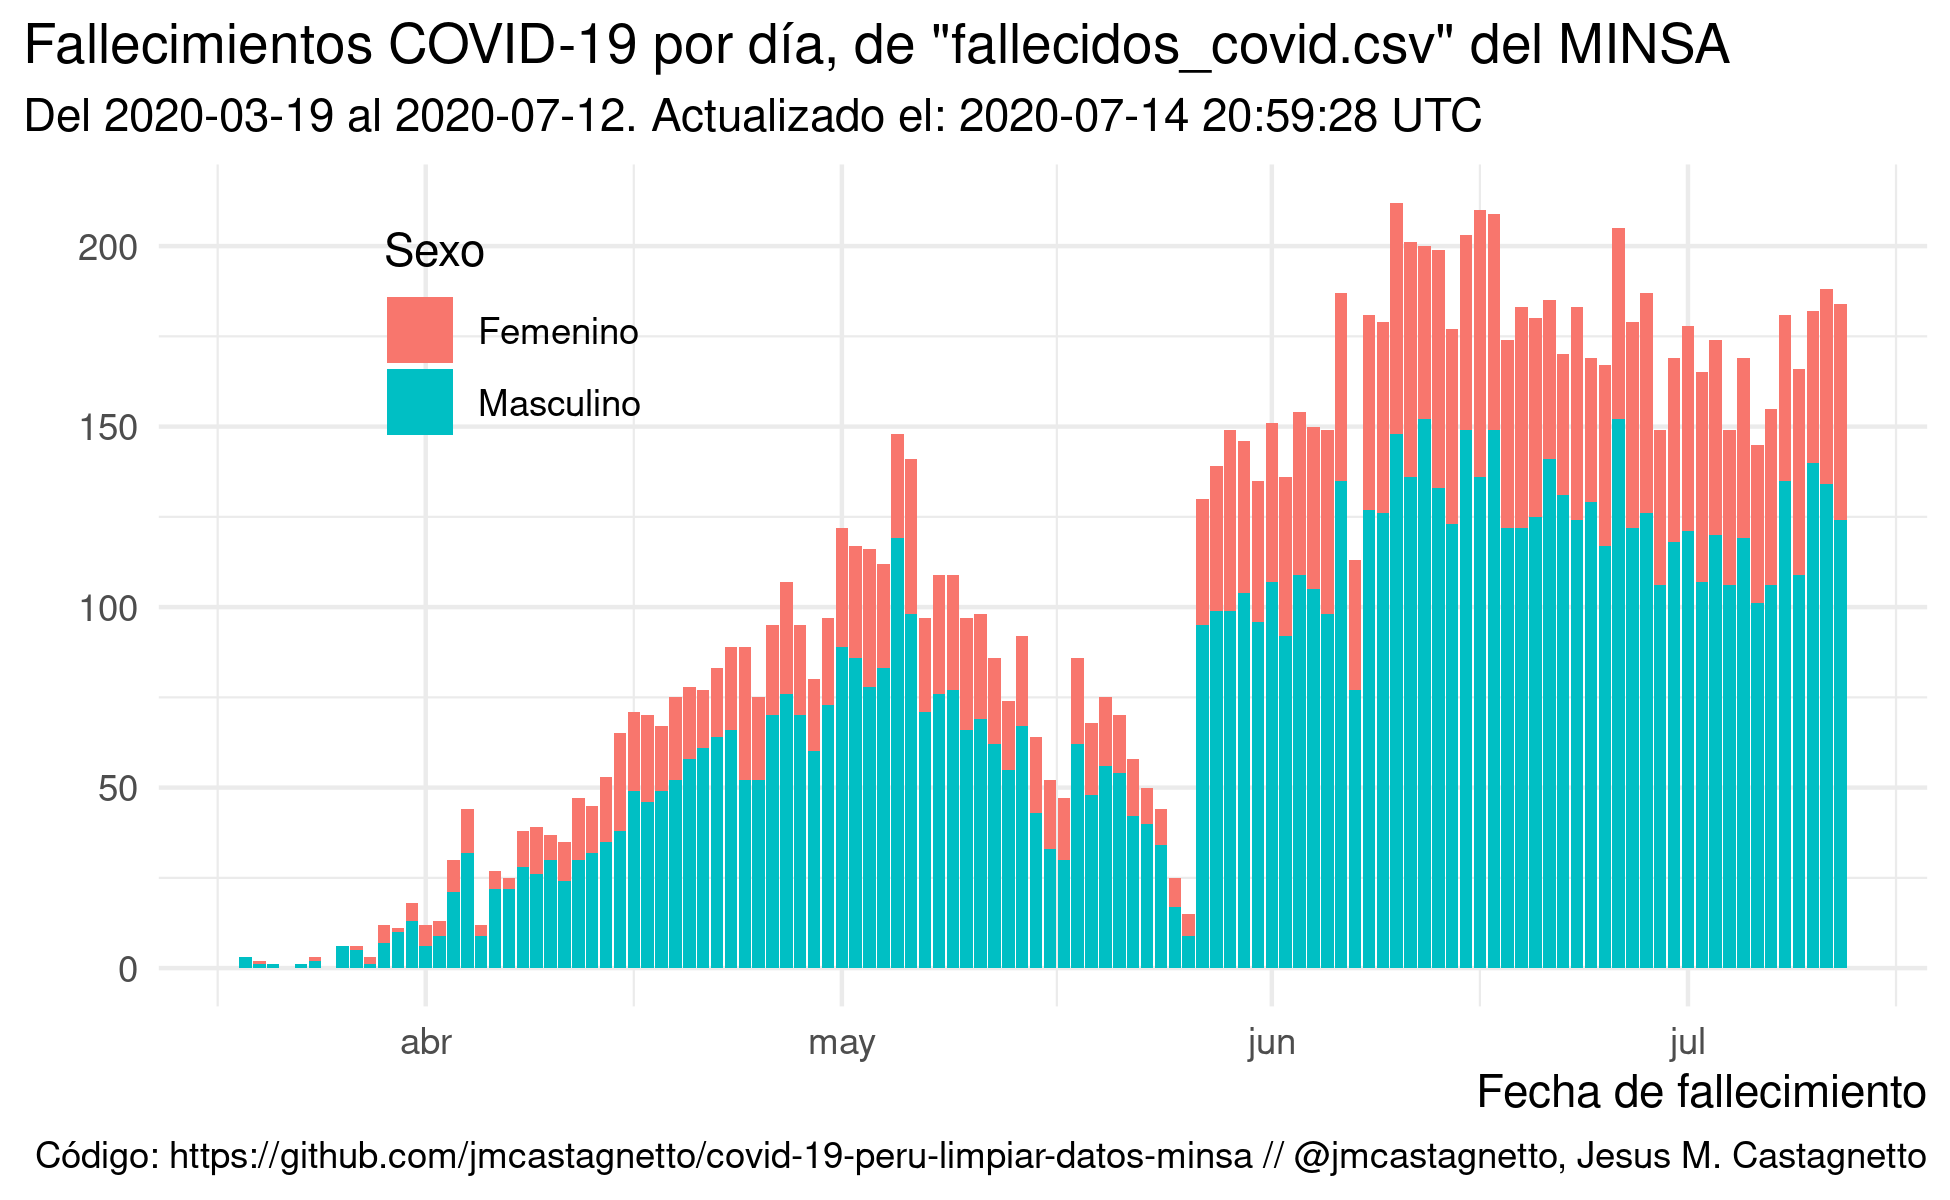 Fallecimientos COVID-19 por día, de "fallecidos_covid.csv" del MINSA
Del 2020-03-19 al 2020-07-12. Actualizado el: 2020-07-14 20:59:28 UTC
Sexo
Femenino
Masculino
200
150
100
50
0
abr may jun jul
Fecha de fallecimiento
Código: https://github.com/jmcastagnetto/covid-19-peru-limpiar-datos-minsa // @jmcastagnetto, Jesus M. Castagnetto